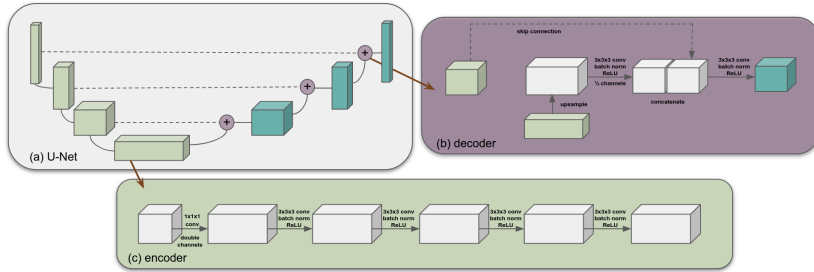 +
+
+
(a) U-Net
skip connection
3x3x3 conv
batch norm
ReLU
½ channels
3x3x3 conv
batch norm
ReLU
upsample
concatenate
(b) decoder
1x1x1
conv
double
channels
3x3x3 conv
batch norm
ReLU
3x3x3 conv
batch norm
ReLU
3x3x3 conv
batch norm
ReLU
3x3x3 conv
batch norm
ReLU
(c) encoder